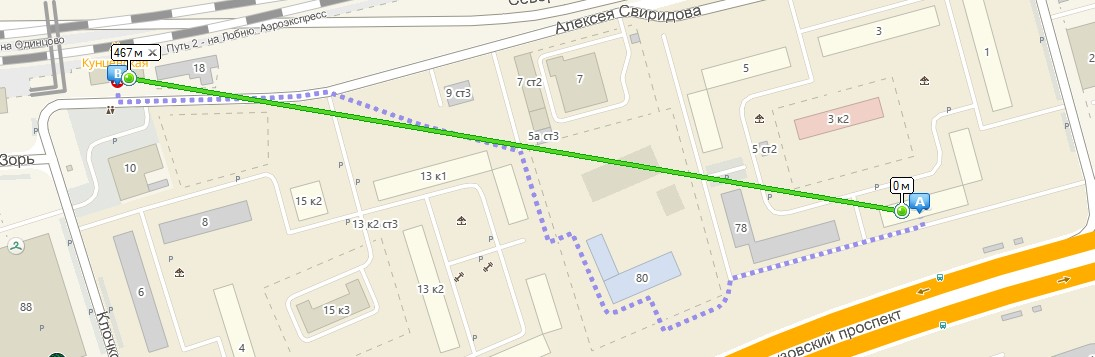 Алексея Свиридова
на Одинцово
Путь 2 - на Лобню, Аэроэкспресс
467 м
Кунцевская
B
18
3
1
5
7 ст2
7
9 ст3
3 к2
5а ст3
5 ст2
Зорь
10
13 к1
0 м
A
15 к2
8
13 к2 ст3
78
80
6
13 к2
88
15 к3
4
P